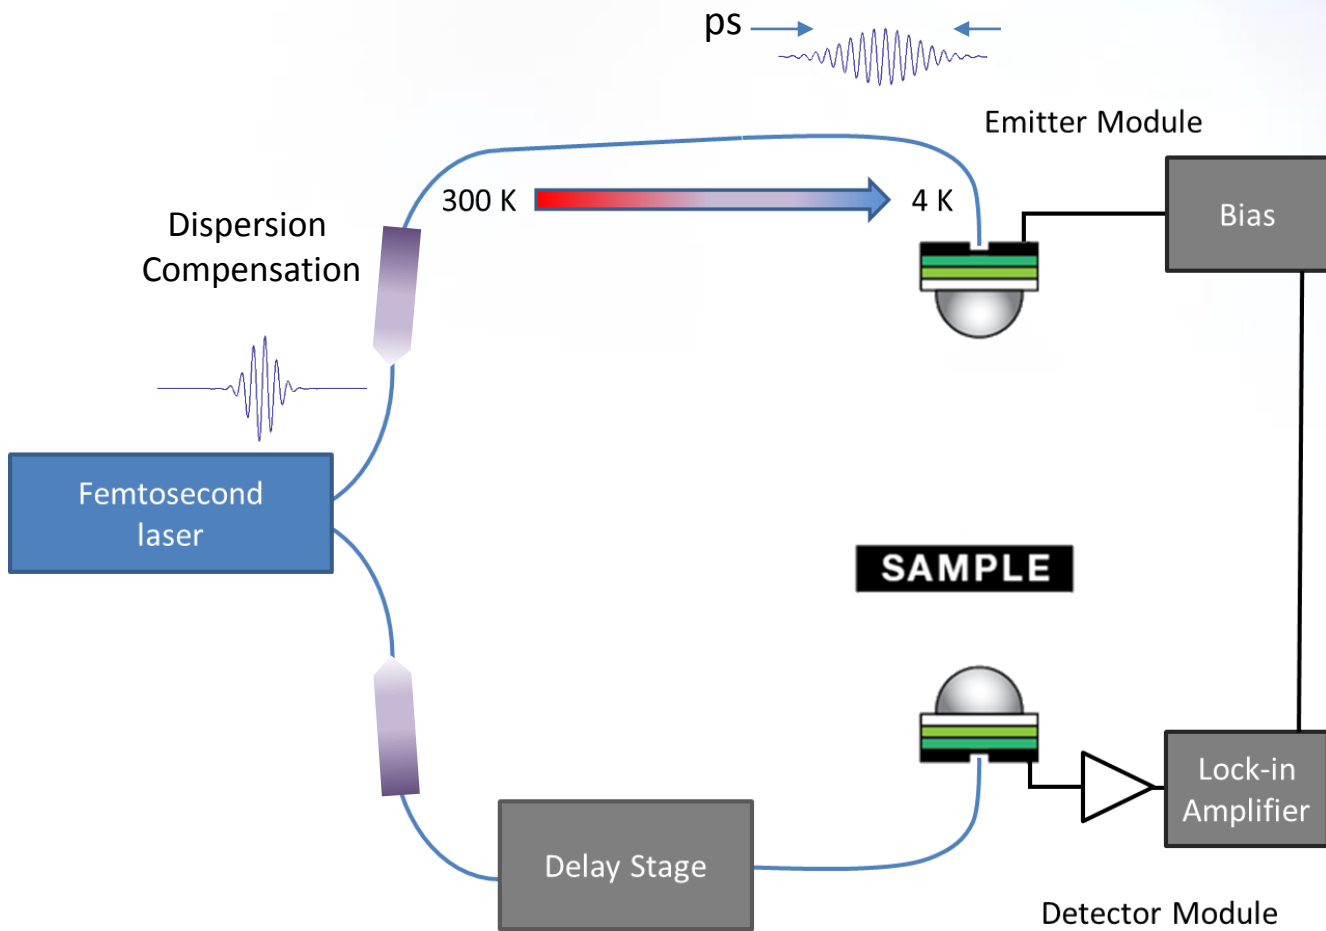 ps
Emitter Module
300 K
4 K
Bias
Dispersion
Compensation
Femtosecond
laser
SAMPLE
Lock-in
Amplifier
Delay Stage
Detector Module